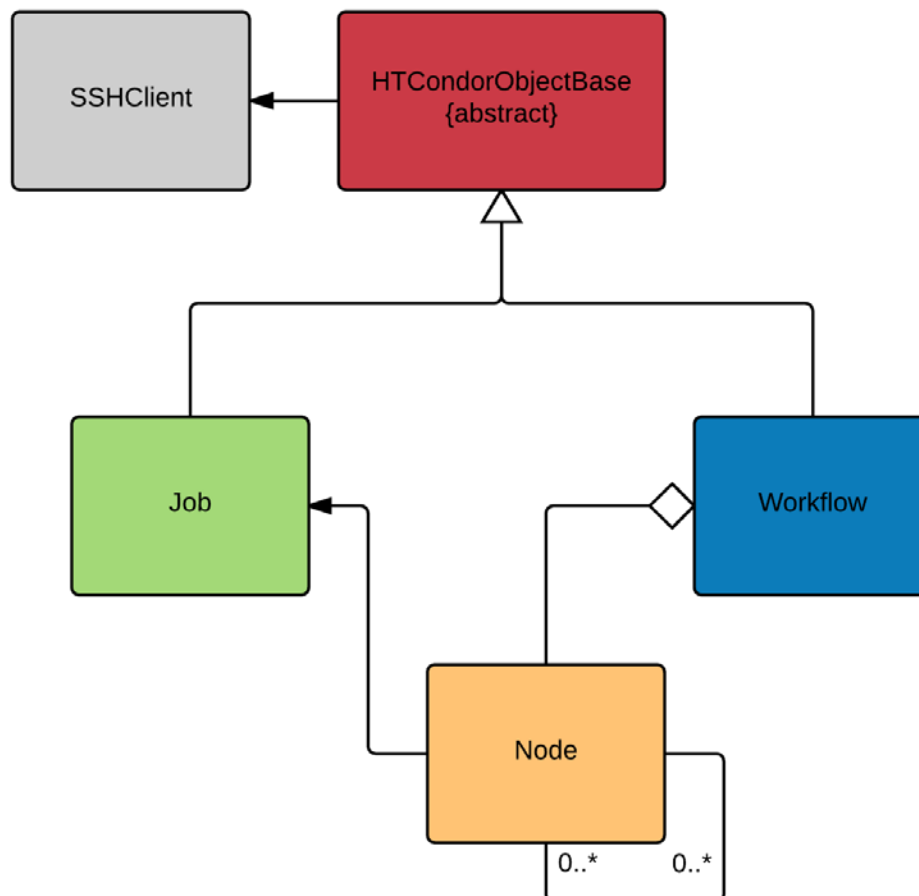 SSHClient
HTCondorObjectBase
{abstract}
Job
Workflow
Node
0..*
0..*